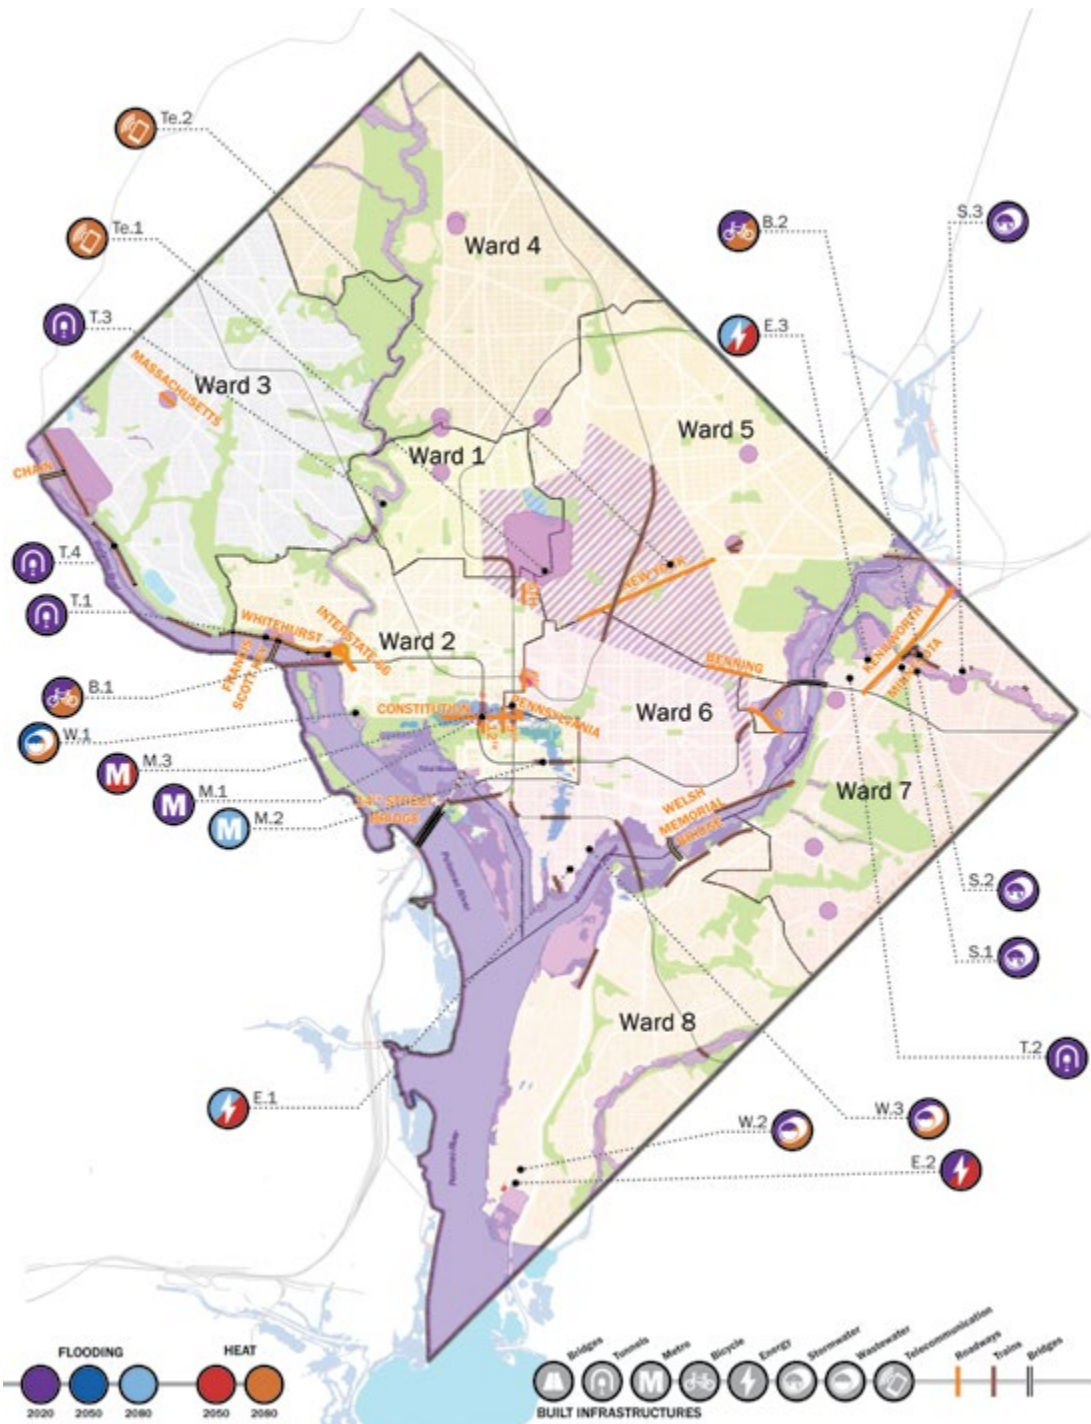 Te.2
Te.1
T.3
T.4
T.1
B.1
W.1
M.3
M.1
M.2
E.1
B.2
E.3
S.3
S.2
S.1
T.2
W.3
W.2
E.2
Ward 4
Ward 3
Ward 1
Ward 5
Ward 2
Ward 6
Ward 7
Ward 8
MASSACHUSETTS
CHAIN
WHITEHURST
INTERSTATE-66
FRANCIS
SCOTT KEY
CONSTITUTION
PENNSYLVANIA
NEW YORK
BENNING
KENILWORTH
14TH STREET
BRIDGE
WELSH
MEMORIAL
BRIDGE
Potomac River
Potomac River
M
M
M
FLOODING
HEAT
2020
2050
2080
2050
2080
Bridges
Tunnels
Metro
Bicycle
Energy
Stormwater
Wastewater
Telecommunication
Roadways
Trains
Bridges
M
BUILT INFRASTRUCTURES